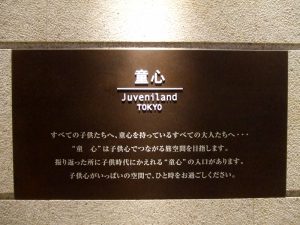 童心
Juveniland
TOKYO
すべての子供たちへ、童心を持っているすべての大人たちへ・・・
“童　心”は子供心でつながる旅空間を目指します。
振り返った所に子供時代にかえれる“童心”の入口があります。
子供心がいっぱいの空間で、ひと時をお過ごしください。